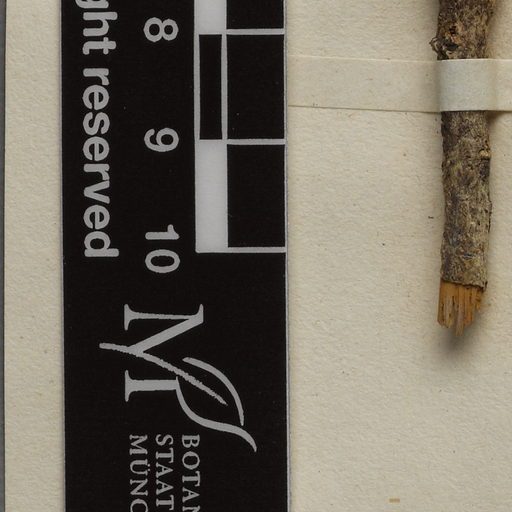 ght reserved
8
9
10
M
BOTAN
STAAT
MÜNC